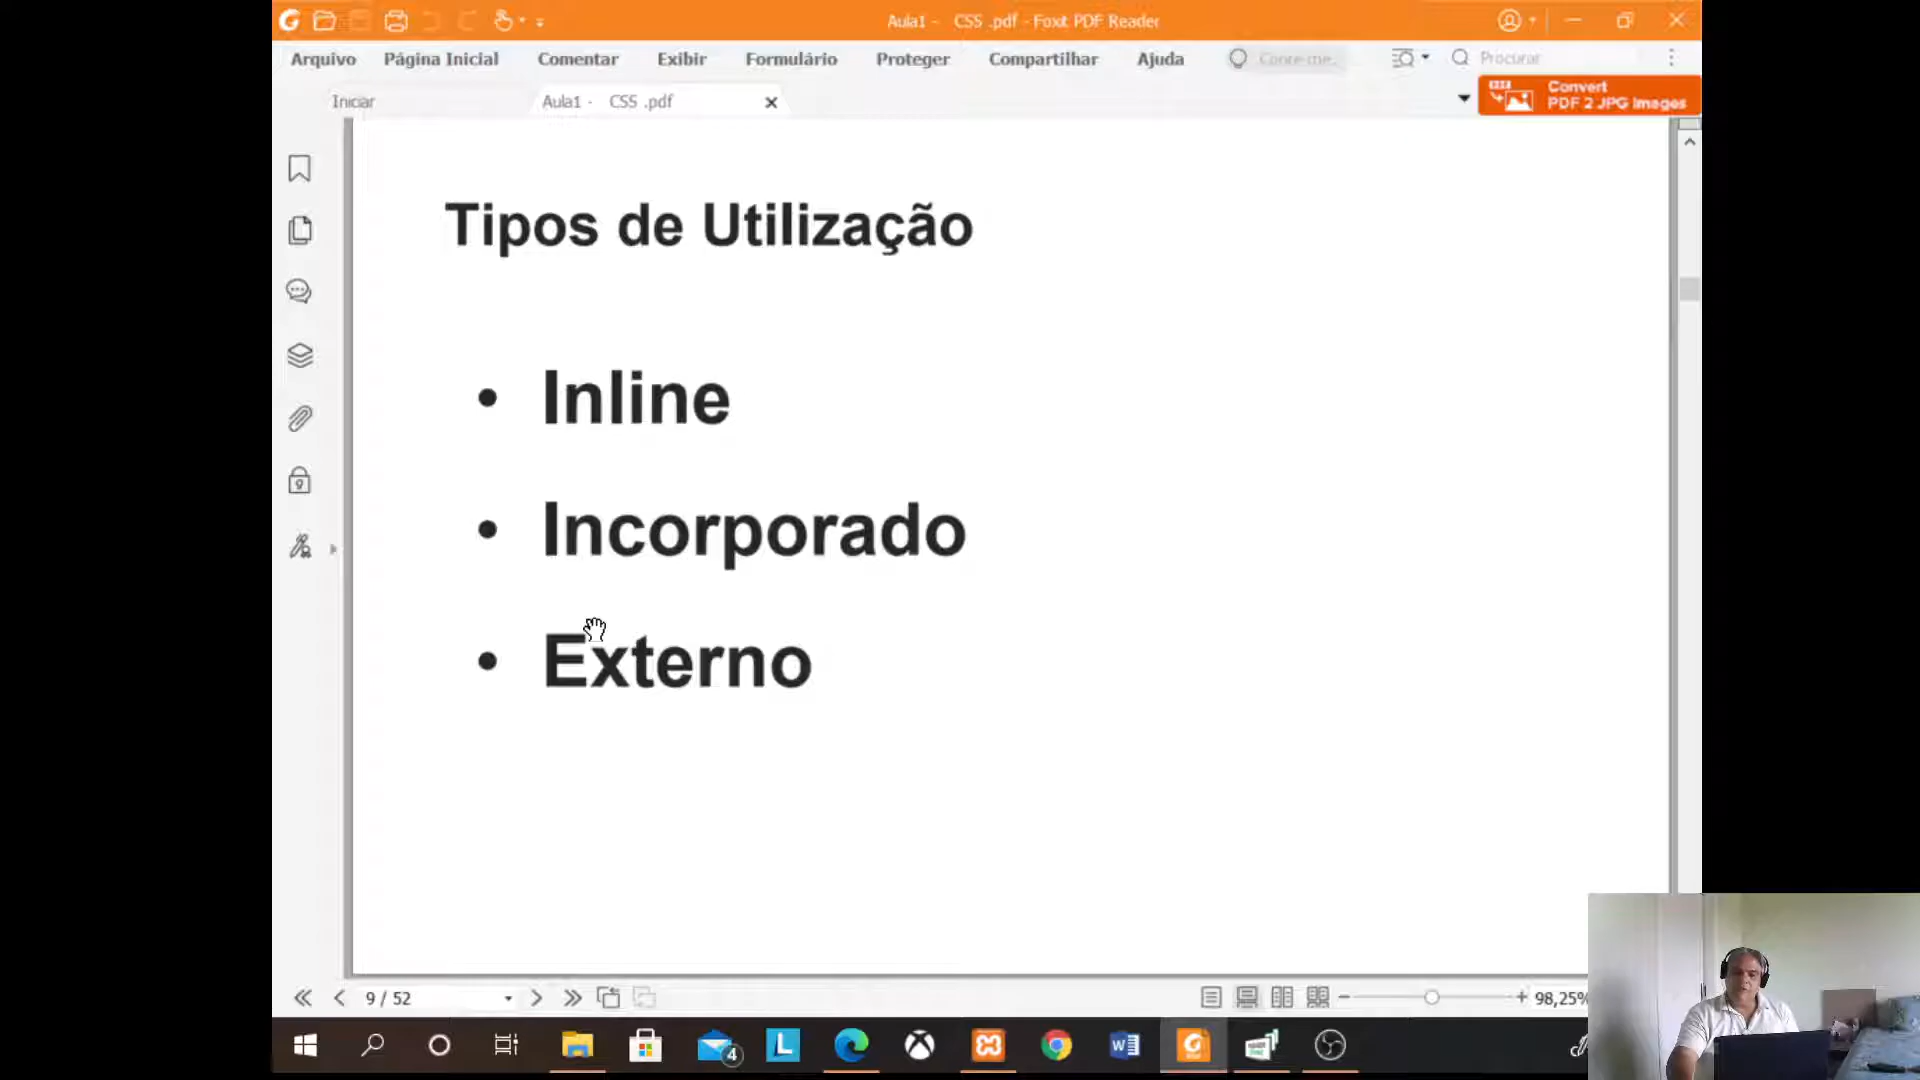 Aula1 - CSS .pdf - Foxit PDF Reader
Arquivo Página Inicial Comentar Exibir Formulário Proteger Compartilhar Ajuda Conte-me.. Procurar
Iniciar Aula1 - CSS .pdf
Convert
PDF 2 JPG Images
Tipos de Utilização
• Inline
• Incorporado
• Externo
9 / 52 98,25%
4